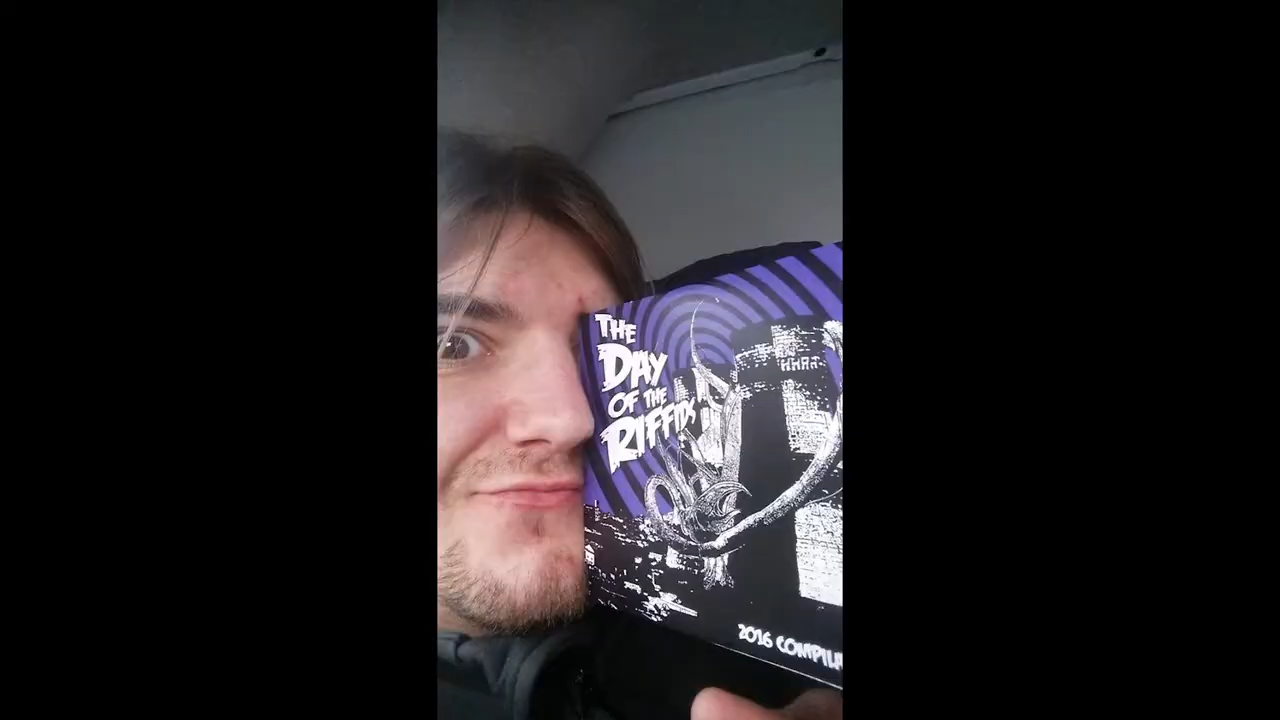 THE
DAY
OF THE
RIFFIDS
2016 COMPIL